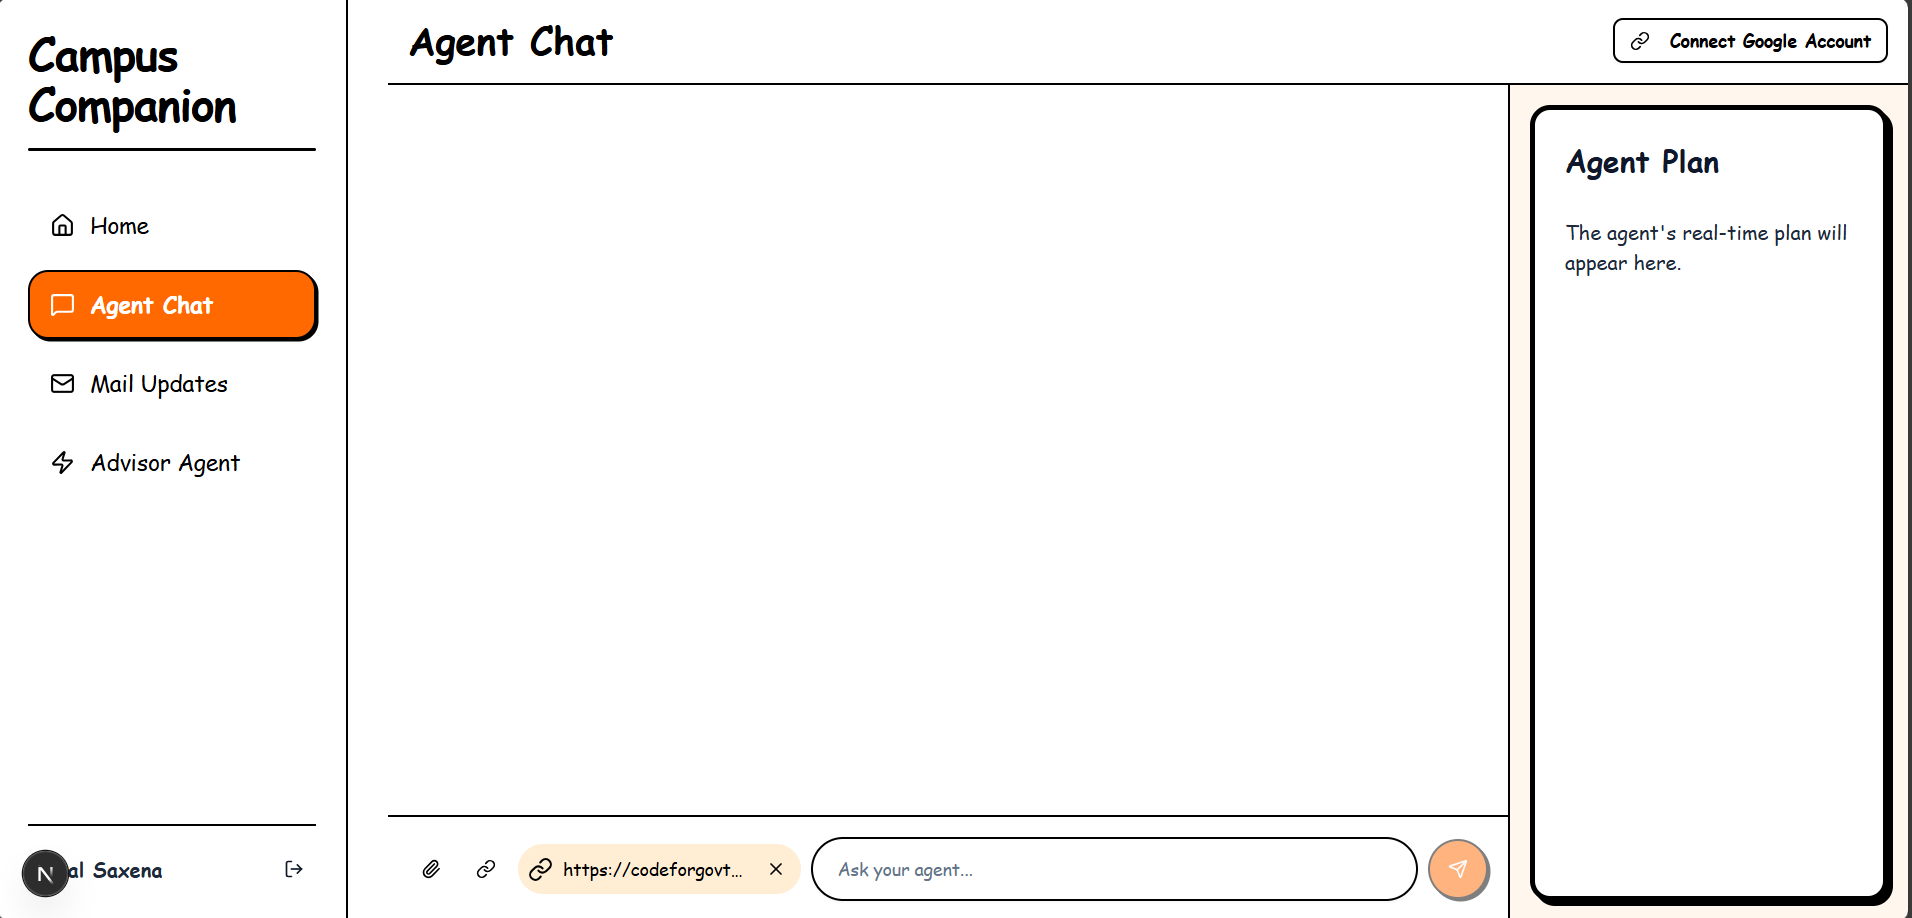 Campus
Companion
Home
Agent Chat
Mail Updates
Advisor Agent
Saxena
Agent Chat
Connect Google Account
Agent Plan
The agent's real-time plan will
appear here.
https://codeforgovt...
Ask your agent...
N